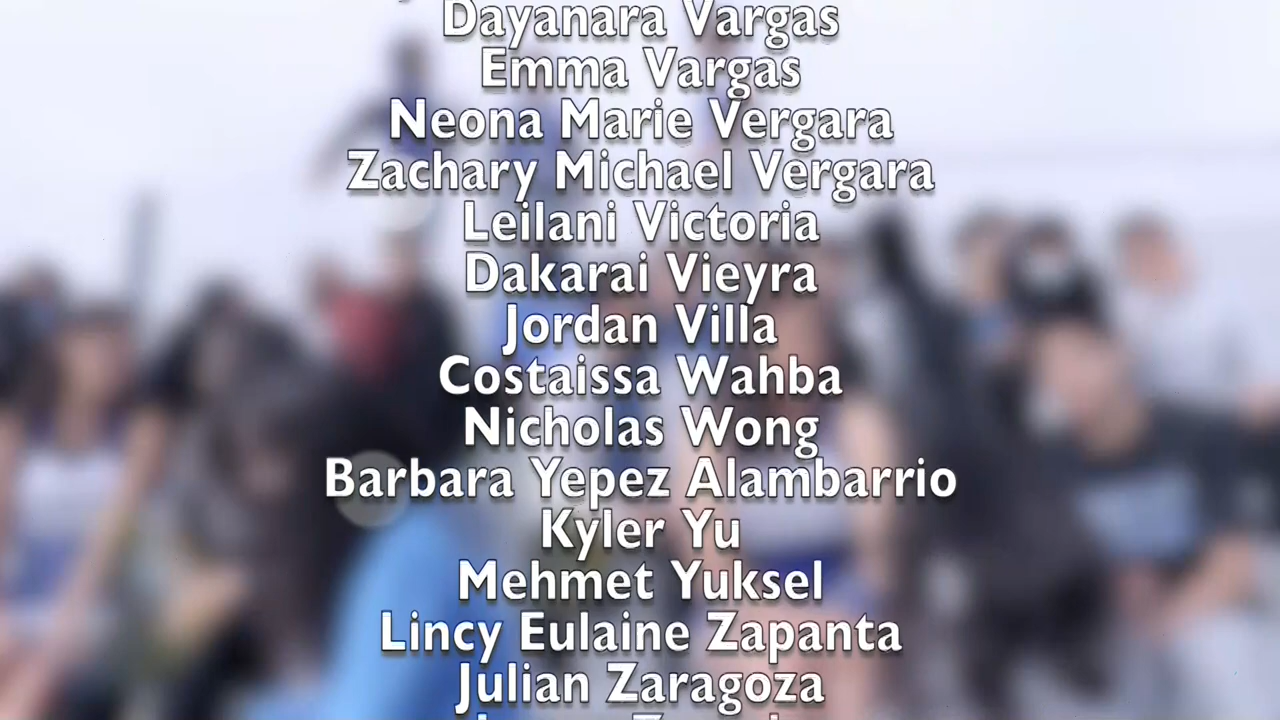 Dayanara Vargas
Emma Vargas
Neona Marie Vergara
Zachary Michael Vergara
Leilani Victoria
Dakarai Vieyra
Jordan Villa
Costaissa Wahba
Nicholas Wong
Barbara Yepez Alambarrio
Kyler Yu
Mehmet Yuksel
Lincy Eulaine Zapanta
Julian Zaragoza